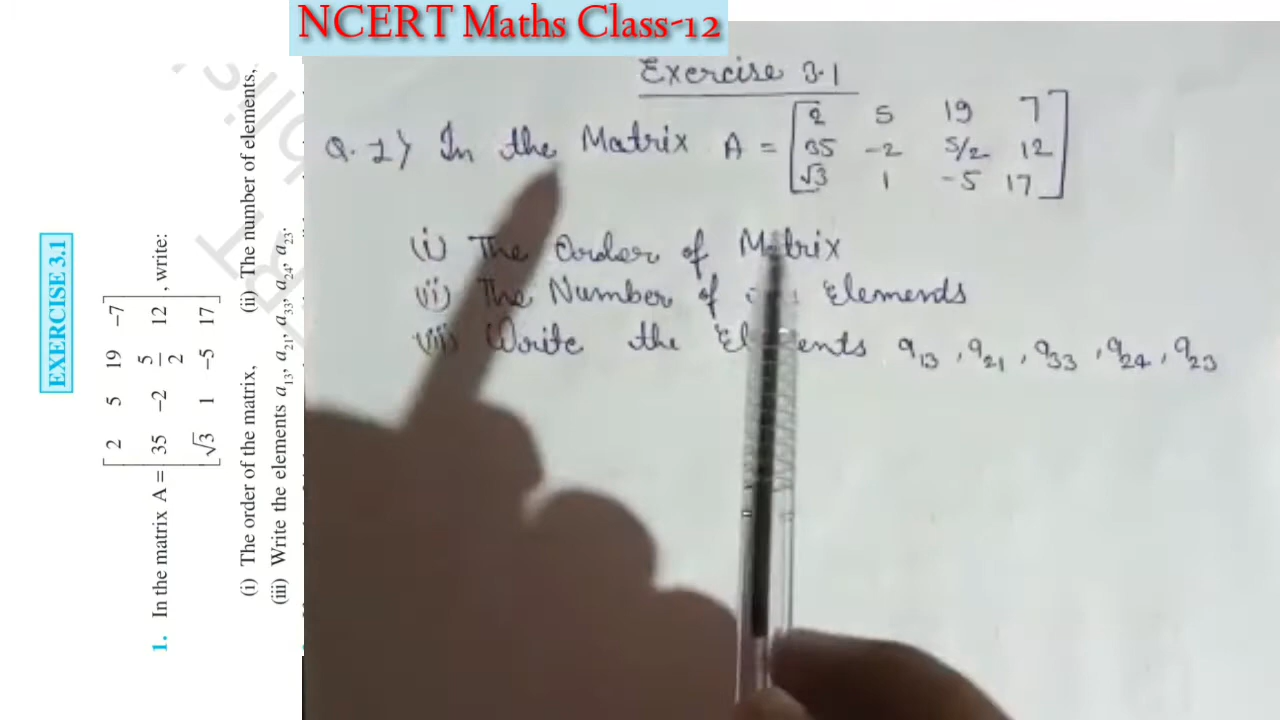 NCERT Maths Class-12
EXERCISE 3.1
1. In the matrix A = [2 5 19 −7
35 −2 5/2 12
√3 1 −5 17], write:
(i) The order of the matrix, (ii) The number of elements,
(iii) Write the elements a13, a21, a33, a24, a23.
Exercise 3.1
Q.1) In the Matrix A = [2 5 19 7
35 -2 5/2 12
√3 1 -5 17]
(i) The Order of Matrix
(ii) The Number of Elemends
(iii) Write the Elements a13, a21, a33, a24, a23